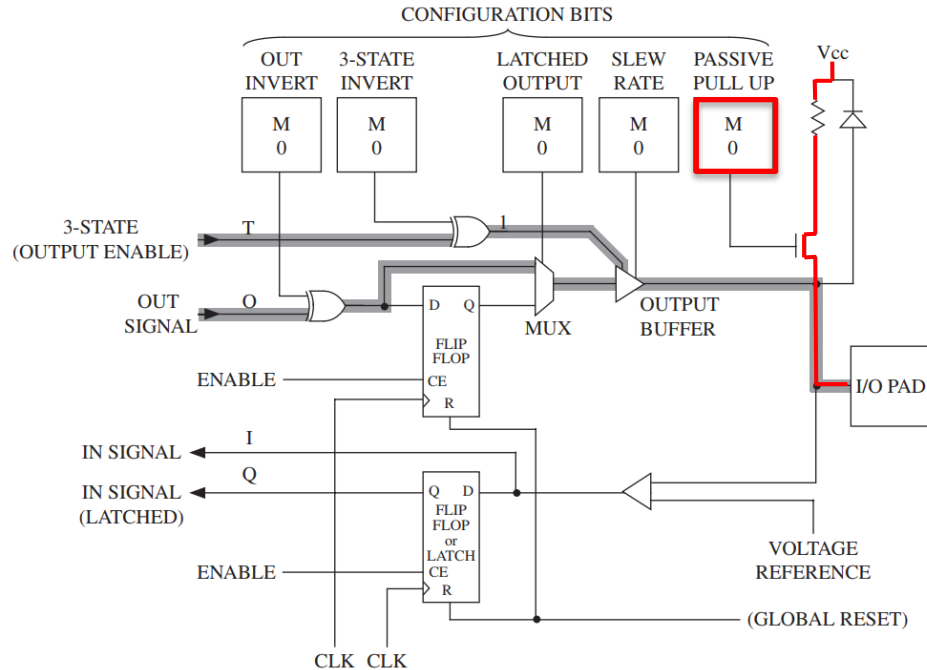 CONFIGURATION BITS
OUT
INVERT
3-STATE
INVERT
LATCHED
OUTPUT
SLEW
RATE
PASSIVE
PULL UP
Vcc
M
0
M
0
M
0
M
0
M
0
3-STATE
(OUTPUT ENABLE)
T
1
OUT
SIGNAL
O
D
Q
FLIP
FLOP
CE
R
MUX
OUTPUT
BUFFER
I/O PAD
ENABLE
IN SIGNAL
I
IN SIGNAL
(LATCHED)
Q
Q
D
FLIP
FLOP
or
LATCH
CE
R
ENABLE
VOLTAGE
REFERENCE
(GLOBAL RESET)
CLK
CLK